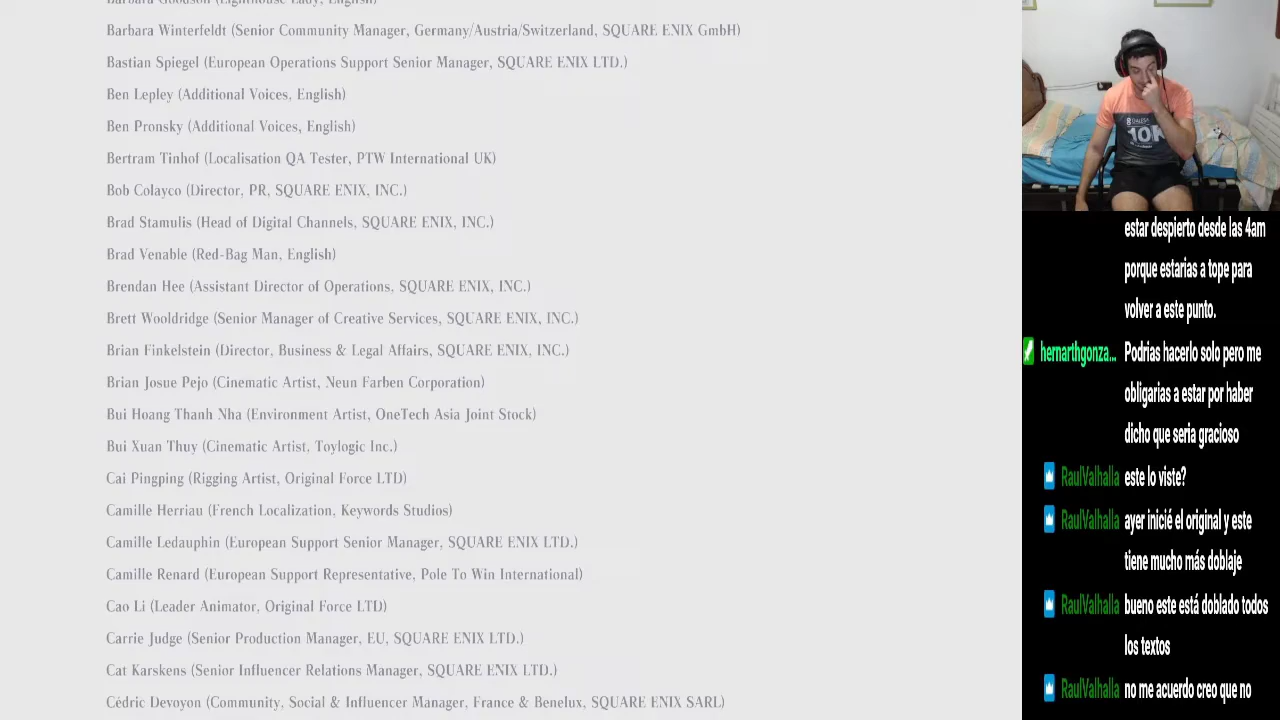 Barbara Goodson (Lighthouse Lady, English)
Barbara Winterfeldt (Senior Community Manager, Germany/Austria/Switzerland, SQUARE ENIX GmbH)
Bastian Spiegel (European Operations Support Senior Manager, SQUARE ENIX LTD.)
Ben Lepley (Additional Voices, English)
Ben Pronsky (Additional Voices, English)
Bertram Tinhof (Localisation QA Tester, PTW International UK)
Bob Colayco (Director, PR, SQUARE ENIX, INC.)
Brad Stamulis (Head of Digital Channels, SQUARE ENIX, INC.)
Brad Venable (Red-Bag Man, English)
Brendan Hee (Assistant Director of Operations, SQUARE ENIX, INC.)
Brett Wooldridge (Senior Manager of Creative Services, SQUARE ENIX, INC.)
Brian Finkelstein (Director, Business & Legal Affairs, SQUARE ENIX, INC.)
Brian Josue Pejo (Cinematic Artist, Neun Farben Corporation)
Bui Hoang Thanh Nha (Environment Artist, OneTech Asia Joint Stock)
Bui Xuan Thuy (Cinematic Artist, Toylogic Inc.)
Cai Pingping (Rigging Artist, Original Force LTD)
Camille Herriau (French Localization, Keywords Studios)
Camille Ledauphin (European Support Senior Manager, SQUARE ENIX LTD.)
Camille Renard (European Support Representative, Pole To Win International)
Cao Li (Leader Animator, Original Force LTD)
Carrie Judge (Senior Production Manager, EU, SQUARE ENIX LTD.)
Cat Karskens (Senior Influencer Relations Manager, SQUARE ENIX LTD.)
Cédric Devoyon (Community, Social & Influencer Manager, France & Benelux, SQUARE ENIX SARL)
10K
estar despierto desde las 4am
porque estarias a tope para
volver a este punto.
hernarthgonza... Podrias hacerlo solo pero me
obligarias a estar por haber
dicho que seria gracioso
RaulValhalla este lo viste?
RaulValhalla ayer inicié el original y este
tiene mucho más doblaje
RaulValhalla bueno este está doblado todos
los textos
RaulValhalla no me acuerdo creo que no